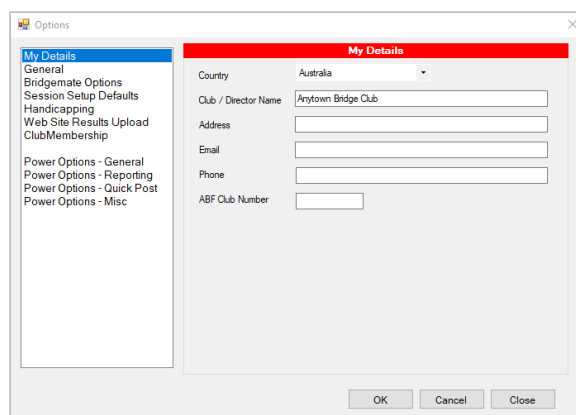 Options
My Details
General
Bridgemate Options
Session Setup Defaults
Handicapping
Web Site Results Upload
ClubMembership
Power Options - General
Power Options - Reporting
Power Options - Quick Post
Power Options - Misc
My Details
Country Australia
Club / Director Name Anytown Bridge Club
Address
Email
Phone
ABF Club Number
OK Cancel Close